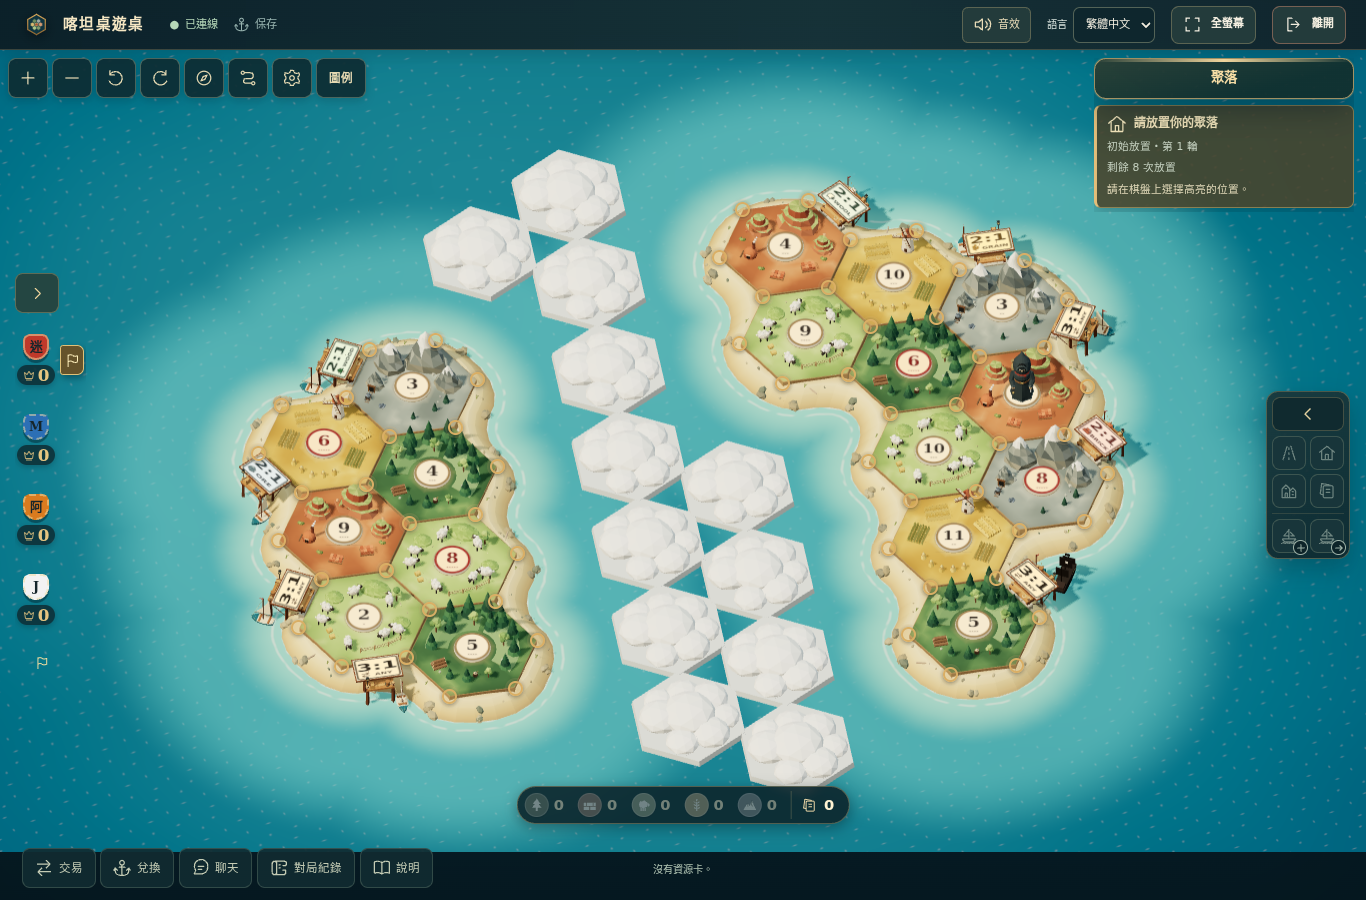 喀坦桌遊桌
已連線
保存
音效
語言
繁體中文
全螢幕
離開
圖例
聚落
請放置你的聚落
初始放置・第 1 輪
剩餘 8 次放置
請在棋盤上選擇高亮的位置。
迷
0
M
0
阿
0
J
0
2:1
4
10
2:1
GRAIN
3
3:1
9
6
2:1
10
8
11
3:1
5
2:1
3
6
4
2:1
9
8
3:1
2
5
3:1
ANY
0
0
0
0
0
0
交易
兌換
聊天
對局紀錄
說明
沒有資源卡。